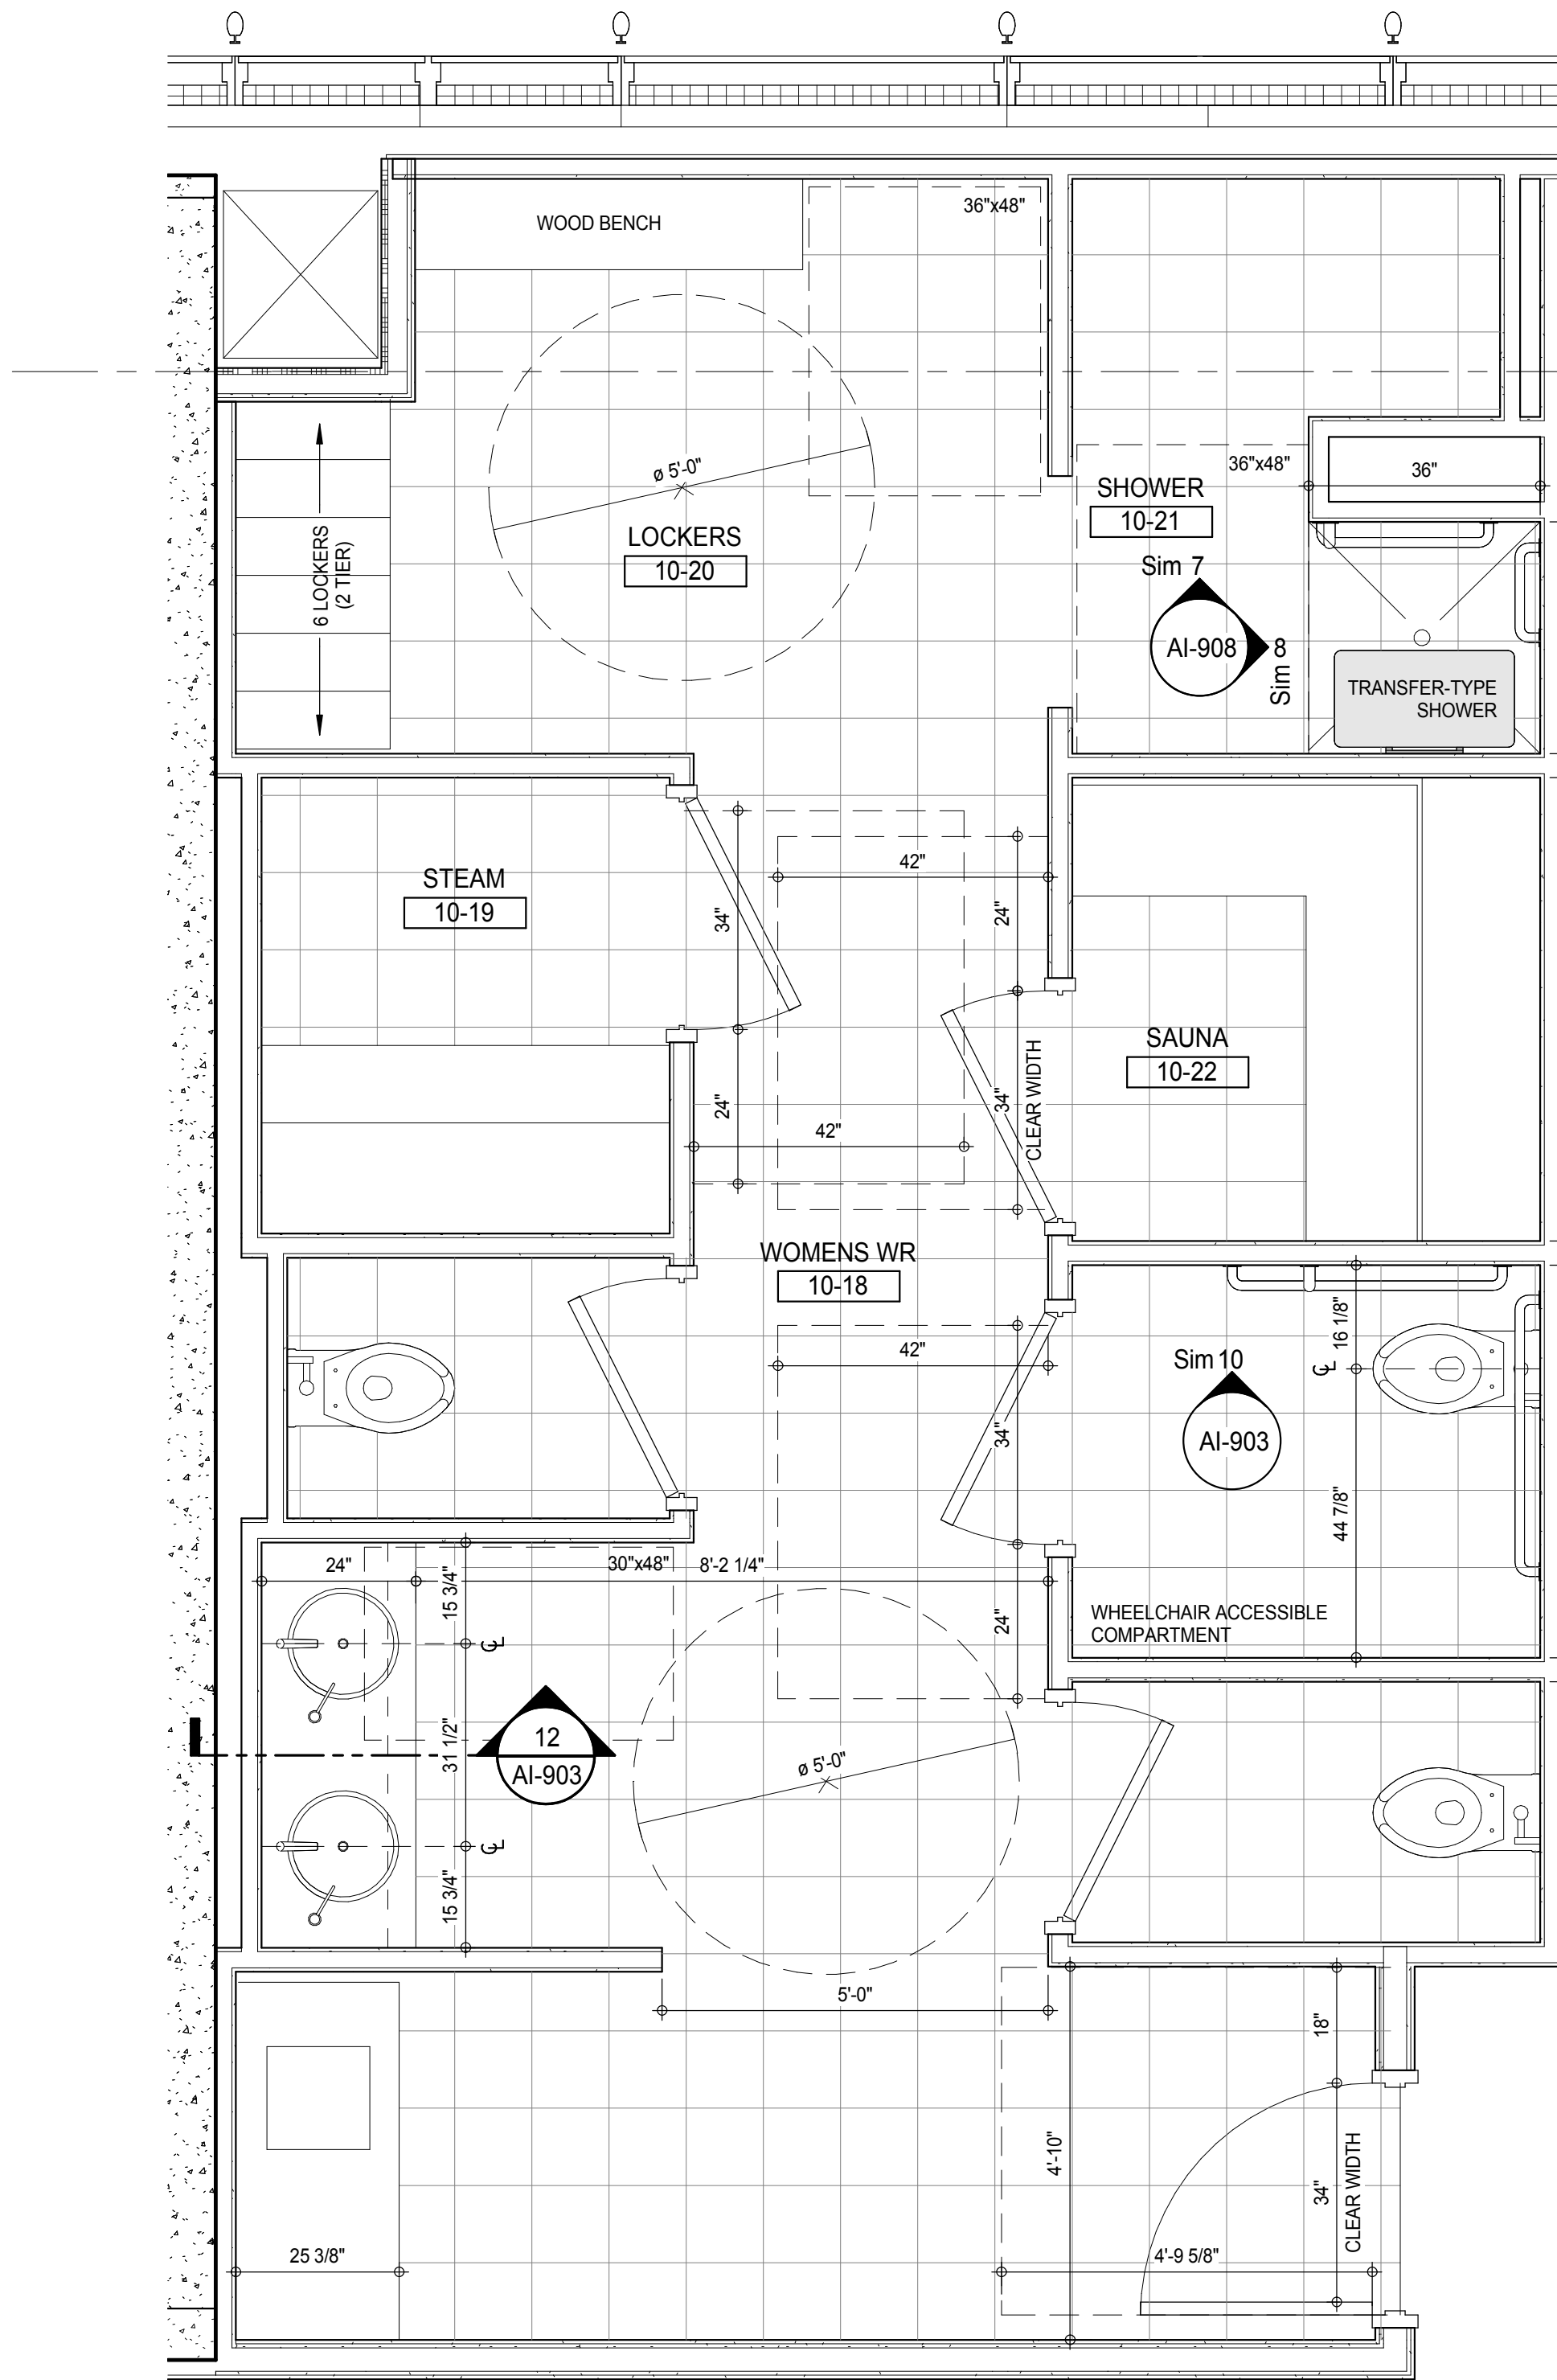 WOOD BENCH
36"x48"
36"x48"
36"
SHOWER
10-21
ø 5'-0"
LOCKERS
10-20
6 LOCKERS
(2 TIER)
Sim 7
AI-908
8
Sim
TRANSFER-TYPE
SHOWER
STEAM
10-19
42"
34"
24"
24"
42"
34"
CLEAR WIDTH
SAUNA
10-22
WOMENS WR
10-18
42"
34"
24"
16 1/8"
CL
Sim 10
AI-903
44 7/8"
24"
30"x48"
8'-2 1/4"
15 3/4"
CL
WHEELCHAIR ACCESSIBLE
COMPARTMENT
31 1/2"
12
AI-903
ø 5'-0"
CL
15 3/4"
5'-0"
18"
4'-10"
34"
CLEAR WIDTH
25 3/8"
4'-9 5/8"